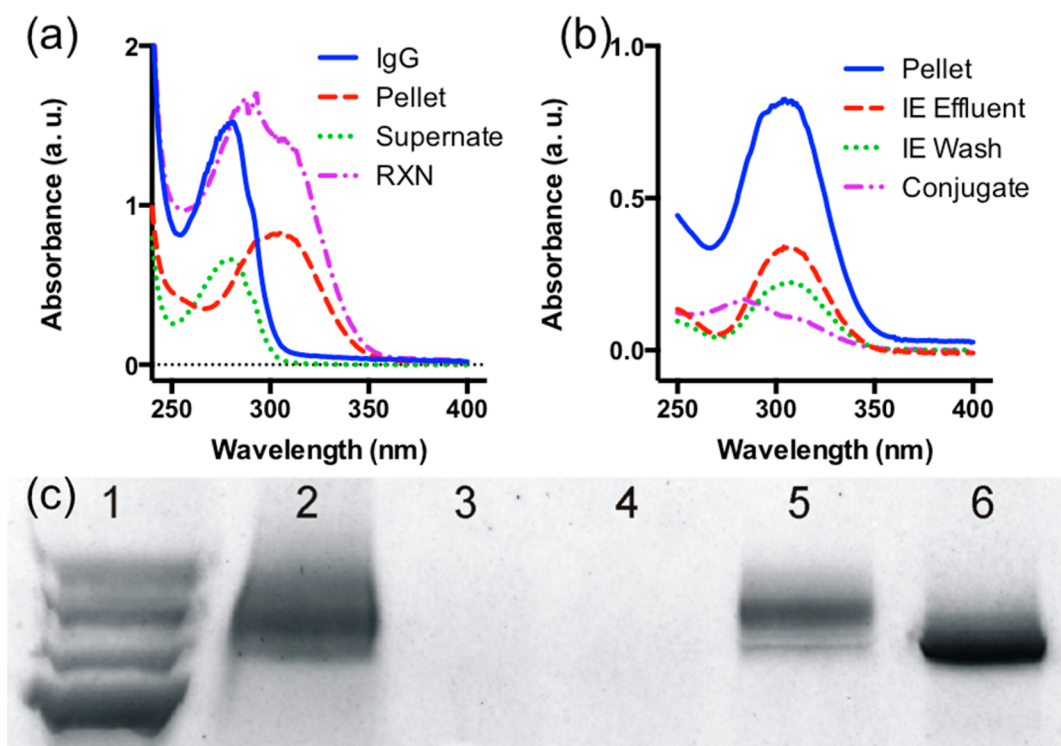 (a)
2
1
0
Absorbance (a. u.)
IgG
Pellet
Supernate
RXN
250 300 350 400
Wavelength (nm)
(b)
1.0
0.5
0.0
Absorbance (a. u.)
Pellet
IE Effluent
IE Wash
Conjugate
250 300 350 400
Wavelength (nm)
(c) 1 2 3 4 5 6